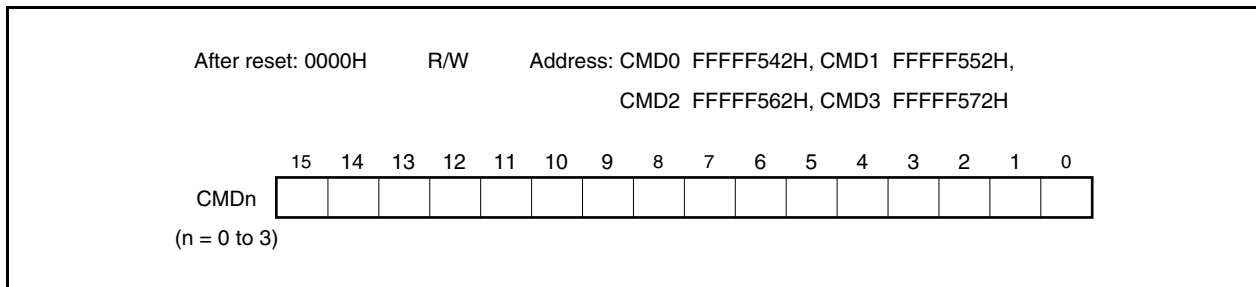 After reset: 0000H R/W Address: CMD0 FFFFF542H, CMD1 FFFFF552H,
CMD2 FFFFF562H, CMD3 FFFFF572H
15 14 13 12 11 10 9 8 7 6 5 4 3 2 1 0
CMDn
(n = 0 to 3)